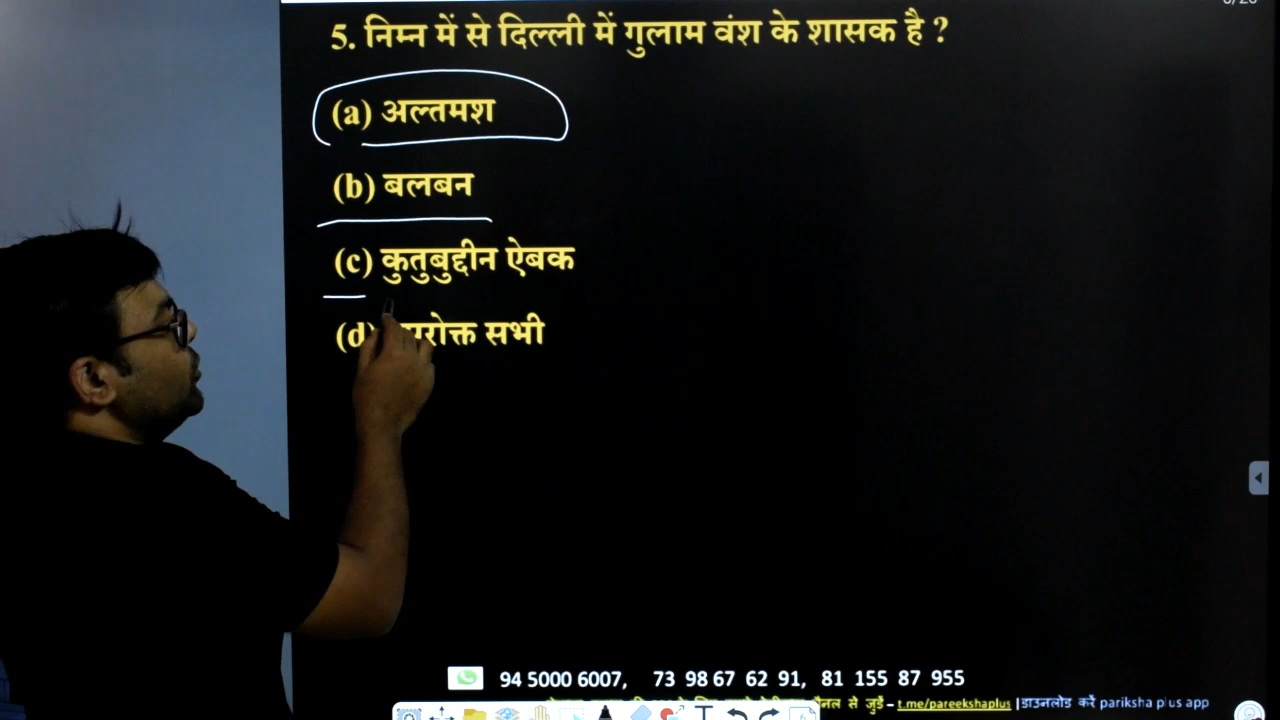 5. निम्न में से दिल्ली में गुलाम वंश के शासक है ?
(a) अल्तमश
(b) बलबन
(c) कुतुबुद्दीन ऐबक
(d) सभी
94 5000 6007, 73 98 67 62 91, 81 155 87 955
से जुड़ें – t.me/pareekshaplus | डाउनलोड करें pariksha plus app